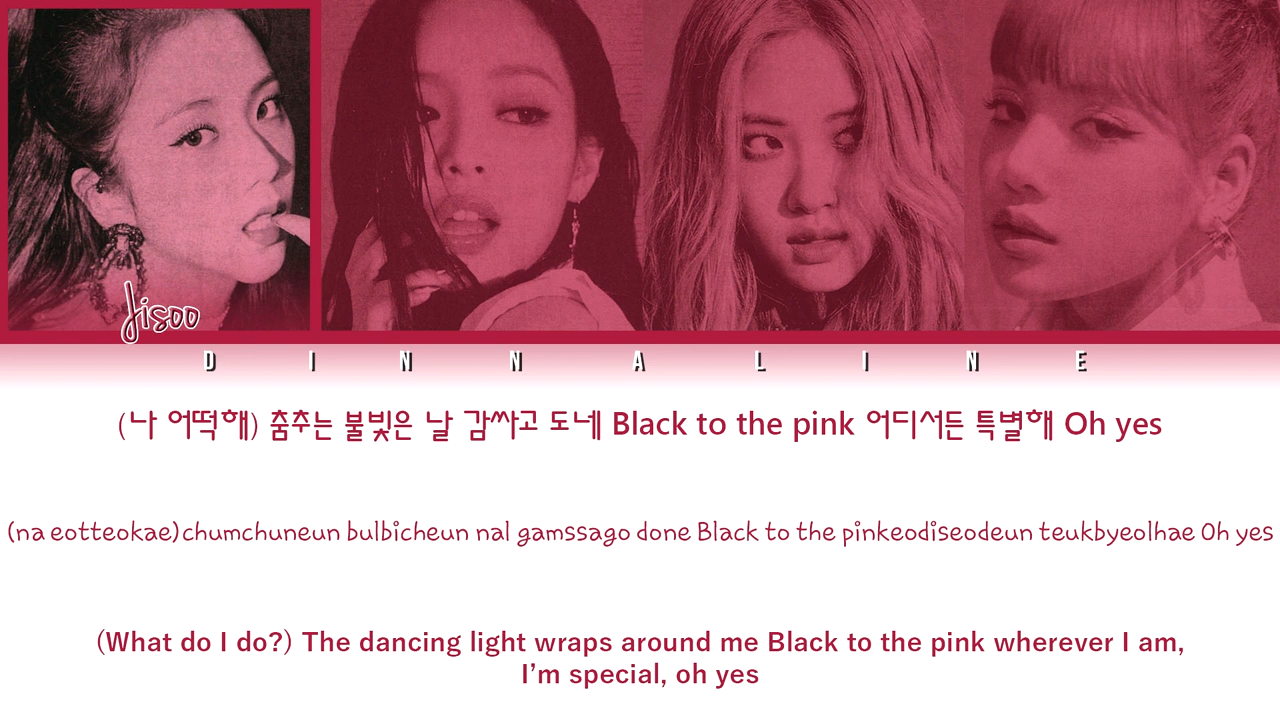 Jisoo
DINNALINE
(나 어떡해) 춤추는 불빛은 날 감싸고 도네 Black to the pink 어디서든 특별해 Oh yes
(na eotteokae)chumchuneun bulbicheun nal gamssago done Black to the pinkeodiseodeun teukbyeolhae Oh yes
(What do I do?) The dancing light wraps around me Black to the pink wherever I am,
I'm special, oh yes